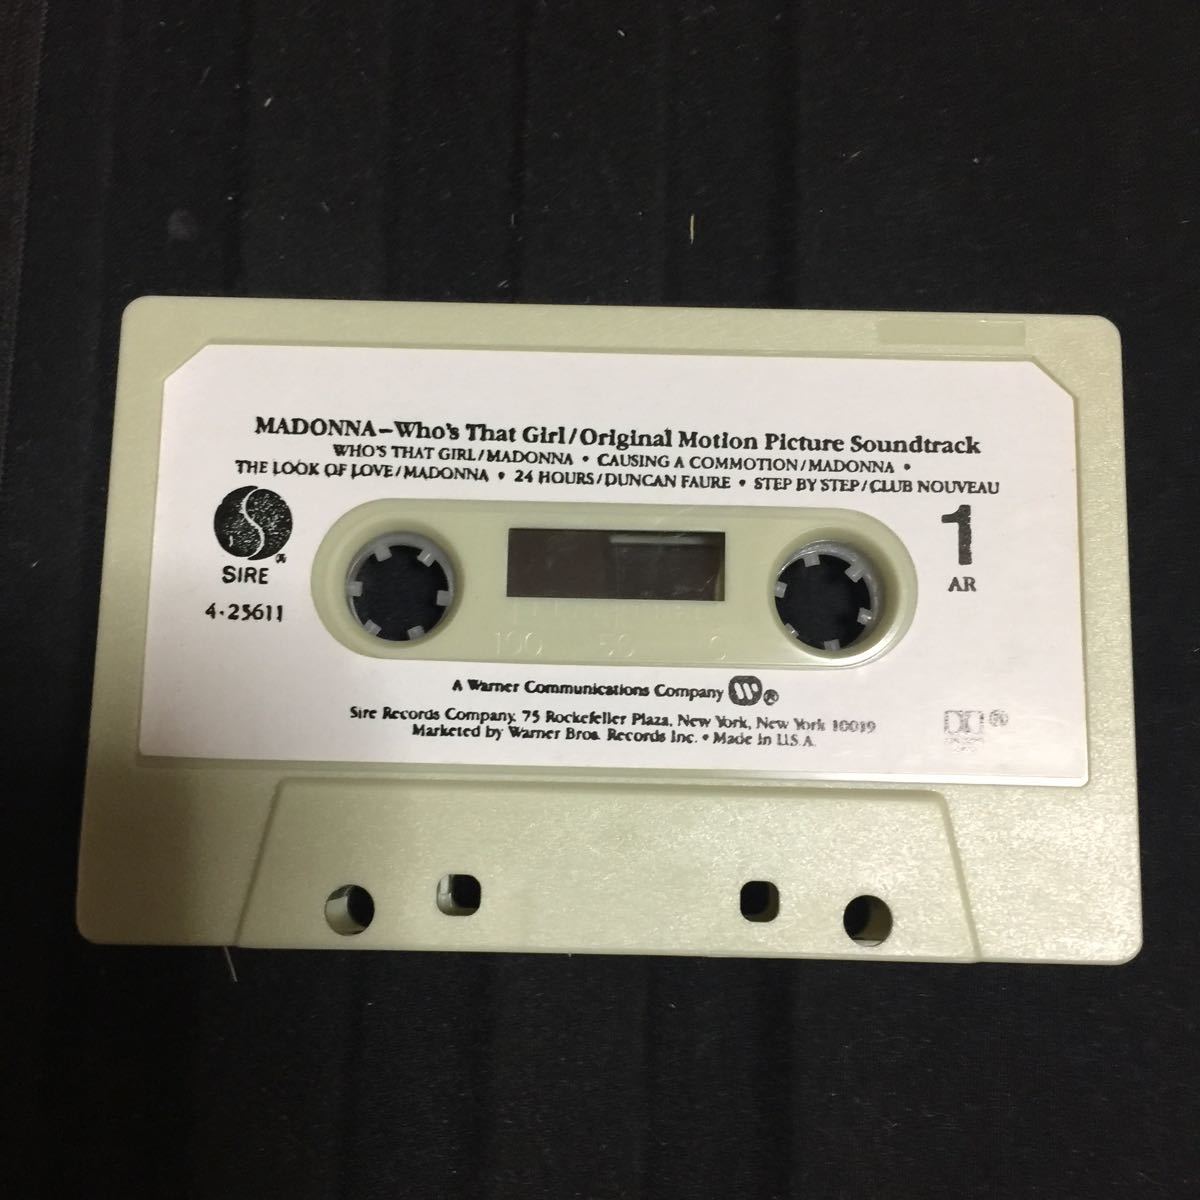 MADONNA–Who's That Girl/Original Motion Picture Soundtrack
WHO'S THAT GIRL/MADONNA • CAUSING A COMMOTION/MADONNA •
THE LOOK OF LOVE/MADONNA • 24 HOURS/DUNCAN FAURE • STEP BY STEP/CLUB NOUVEAU
S
®
SIRE
4-25611
1
AR
100 50 0
A Warner Communications Company W ®
Sire Records Company, 75 Rockefeller Plaza, New York, New York 10019
Marketed by Warner Bros. Records Inc. • Made in U.S.A.
®